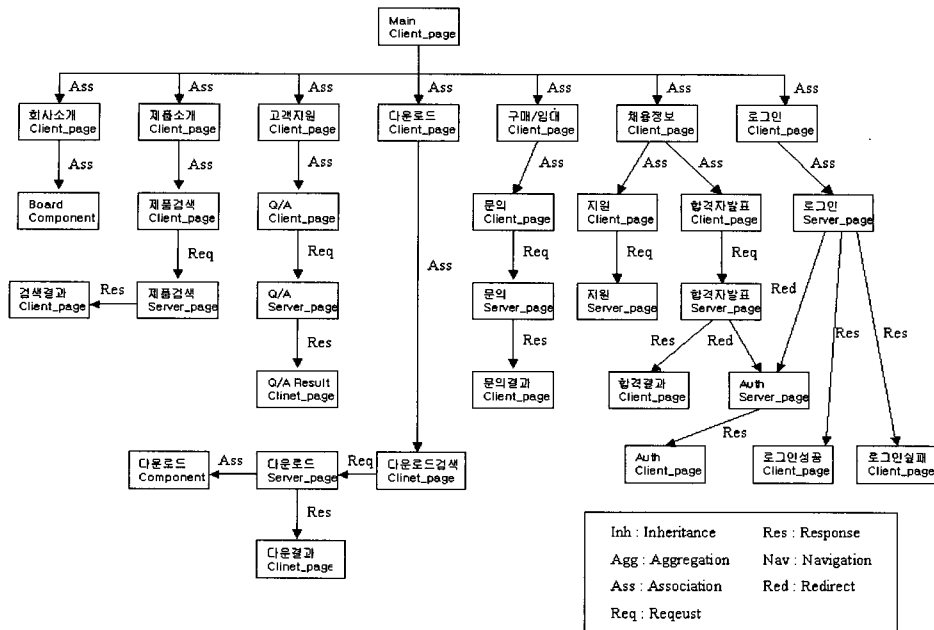 Main
Client_page
Ass Ass Ass Ass Ass Ass Ass
회사소개
Client_page
제품소개
Client_page
고객지원
Client_page
다운로드
Client_page
구매/임대
Client_page
채용정보
Client_page
로그인
Client_page
Ass Ass Ass Ass Ass Ass Ass
Board
Component
제품검색
Client_page
Q/A
Client_page
문의
Client_page
지원
Client_page
합격자발표
Client_page
로그인
Server_page
Req Req Ass Req Req Req
검색결과
Client_page
Res
제품검색
Server_page
Q/A
Server_page
문의
Server_page
지원
Server_page
합격자발표
Server_page
Red
Res Res Res Red Res Res
Q/A Result
Clinet_page
문의결과
Client_page
합격결과
Client_page
Auth
Server_page
Res
다운로드
Component
Ass
다운로드
Server_page
Req
다운로드검색
Clinet_page
Auth
Client_page
로그인성공
Client_page
로그인실패
Client_page
Res
다운결과
Clinet_page
Inh : Inheritance Res : Response
Agg : Aggregation Nav : Navigation
Ass : Association Red : Redirect
Req : Reqeust